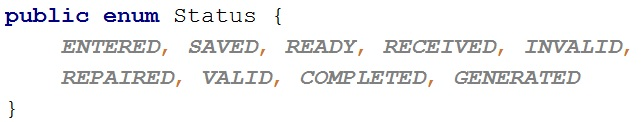 public enum Status {
ENTERED, SAVED, READY, RECEIVED, INVALID,
REPAIRED, VALID, COMPLETED, GENERATED
}